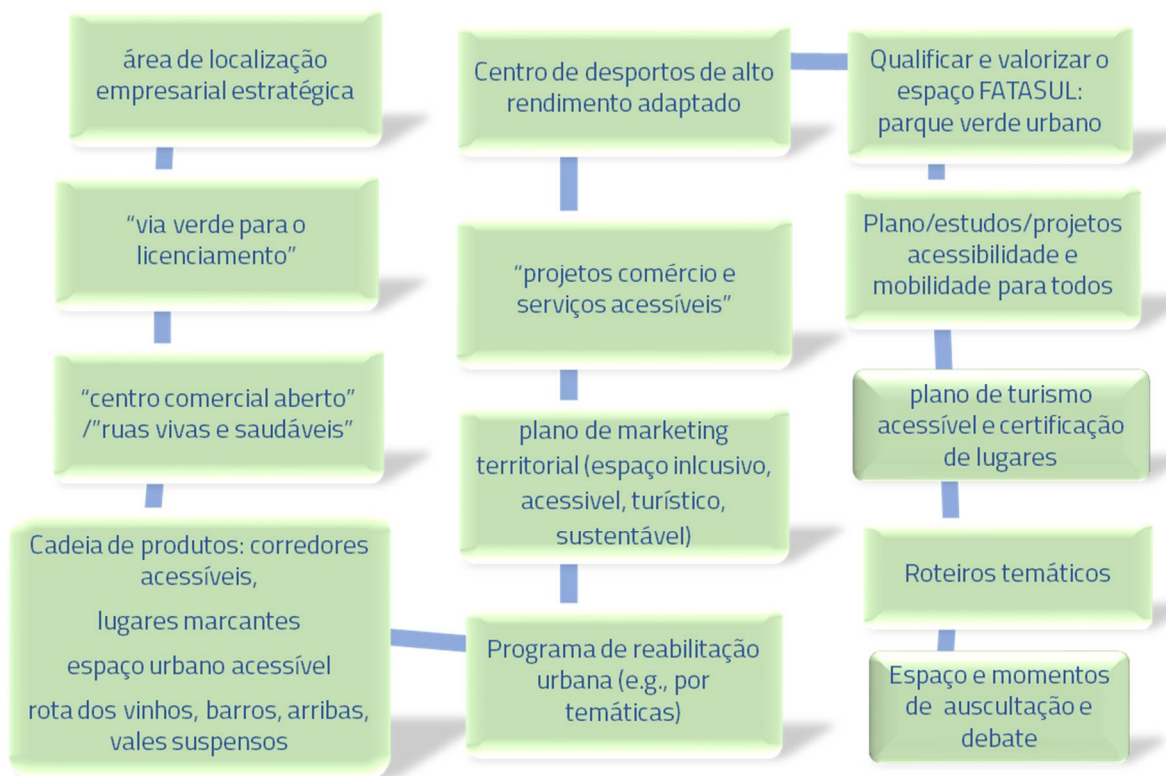 área de localização
empresarial estratégica
“via verde para o
licenciamento”
“centro comercial aberto”
/”ruas vivas e saudáveis”
Cadeia de produtos: corredores
acessíveis,
lugares marcantes
espaço urbano acessível
rota dos vinhos, barros, arribas,
vales suspensos
Programa de reabilitação
urbana (e.g., por
temáticas)
plano de marketing
territorial (espaço inlcusivo,
acessivel, turístico,
sustentável)
“projetos comércio e
serviços acessíveis”
Centro de desportos de alto
rendimento adaptado
Qualificar e valorizar o
espaço FATASUL:
parque verde urbano
Plano/estudos/projetos
acessibilidade e
mobilidade para todos
plano de turismo
acessível e certificação
de lugares
Roteiros temáticos
Espaço e momentos
de auscultação e
debate